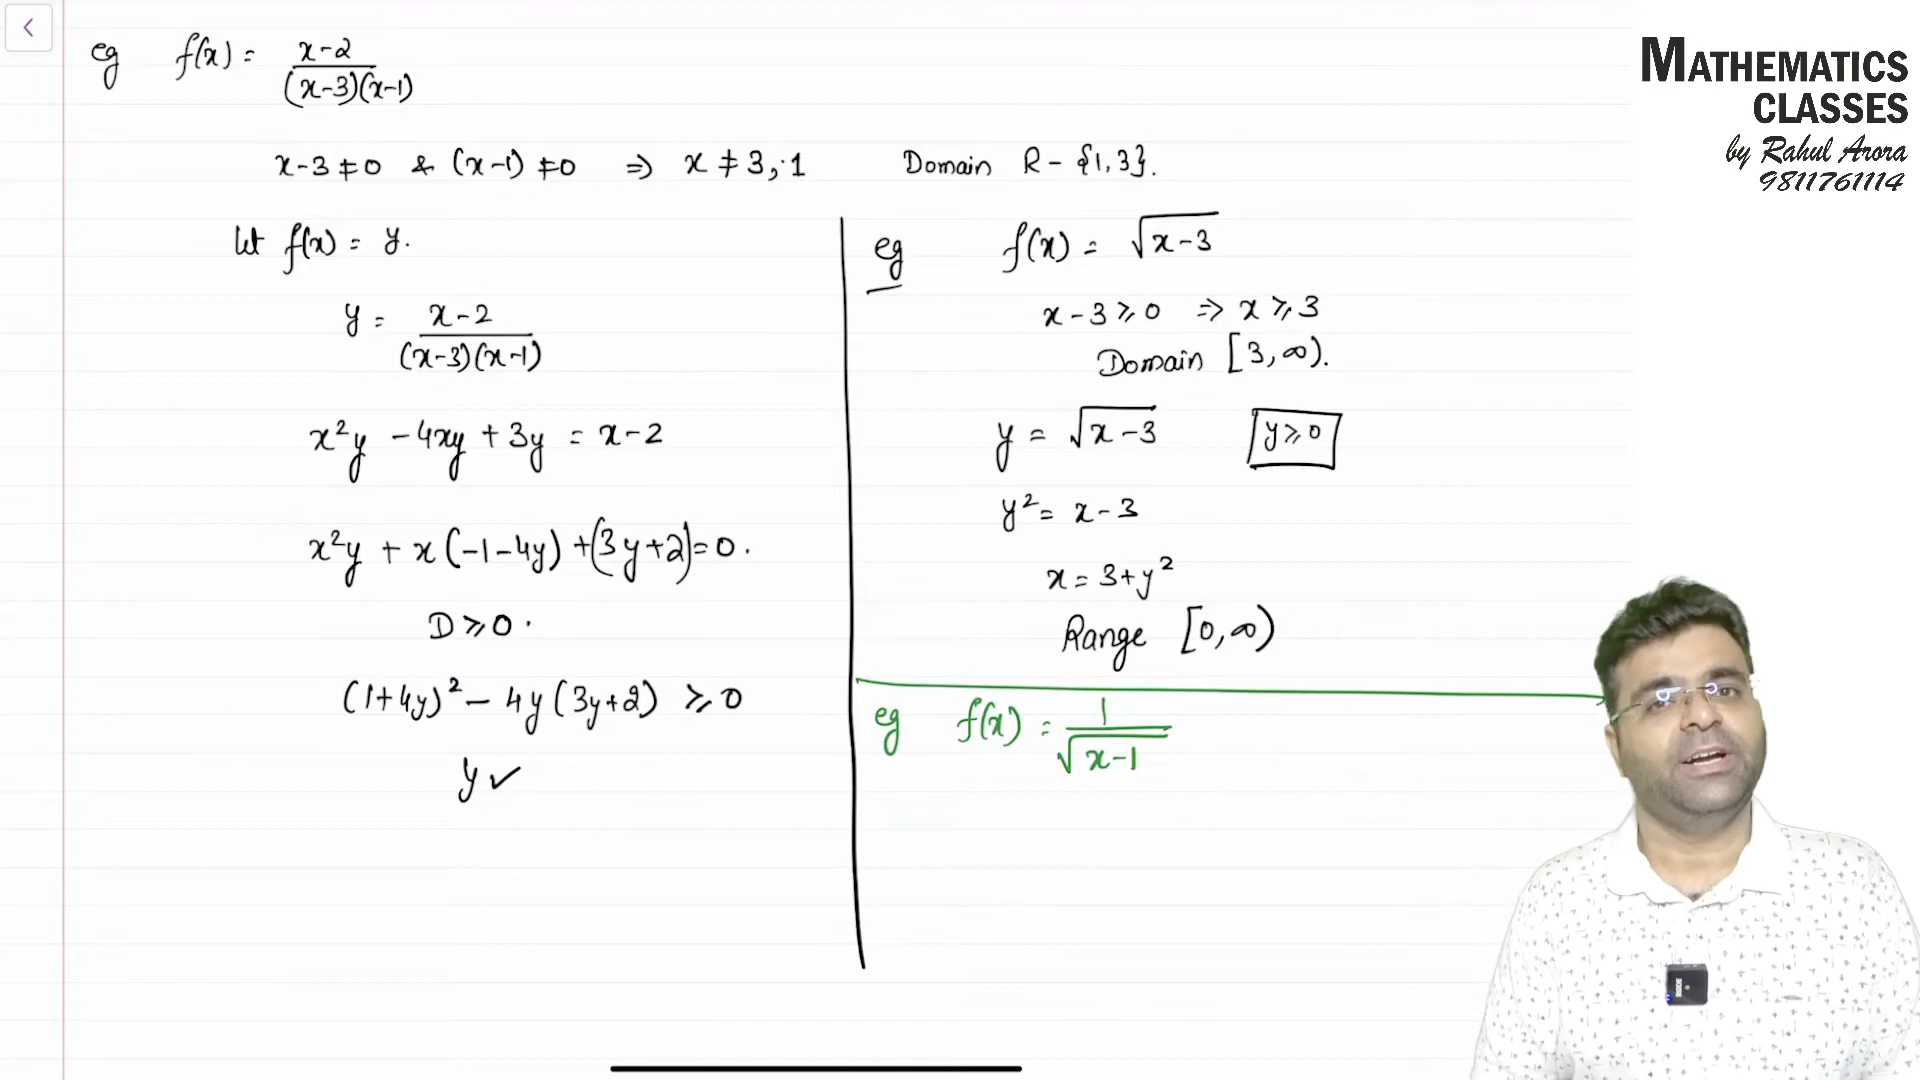 eg f(x) = x-2 / (x-3)(x-1)
x-3 ≠ 0 & (x-1) ≠ 0 ⇒ x ≠ 3, 1 Domain R - {1, 3}.
let f(x) = y.
y = x-2 / (x-3)(x-1)
x²y - 4xy + 3y = x-2
x²y + x(-1-4y) + (3y+2) = 0.
D ⩾ 0.
(1+4y)² - 4y(3y+2) ⩾ 0
y ✓
eg f(x) = √(x-3)
x-3 ⩾ 0 ⇒ x ⩾ 3
Domain [3, ∞).
y = √(x-3) y ⩾ 0
y² = x-3
x = 3+y²
Range [0, ∞)
eg f(x) = 1 / √(x-1)
MATHEMATICS
CLASSES
by Rahul Arora
9811761114
RODE